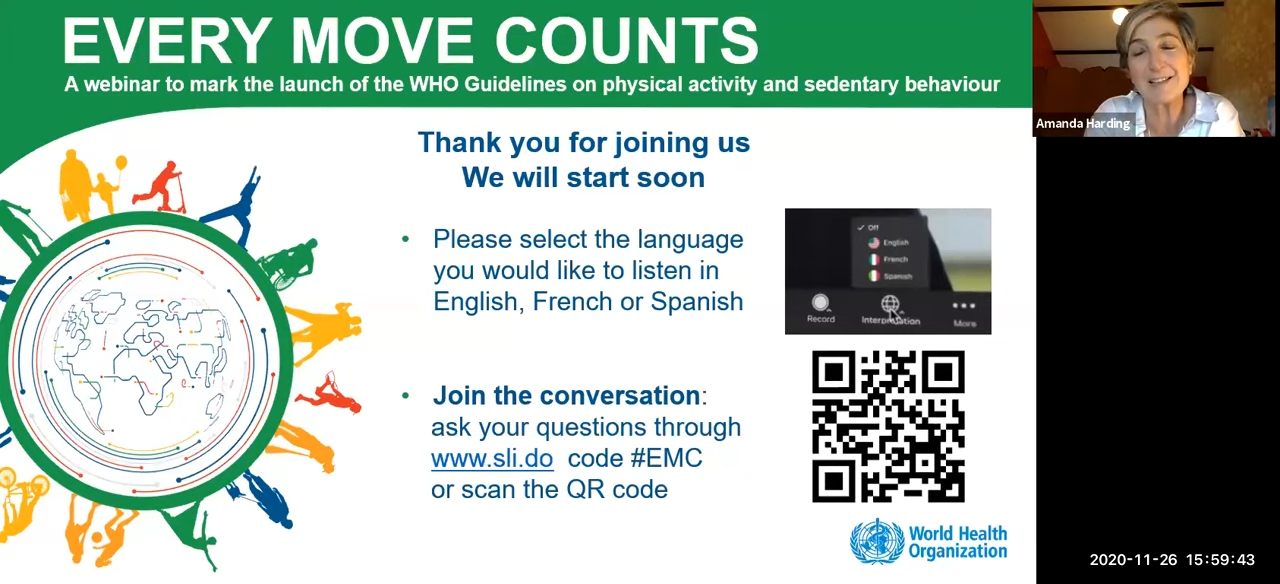 EVERY MOVE COUNTS
A webinar to mark the launch of the WHO Guidelines on physical activity and sedentary behaviour
Amanda Harding
Thank you for joining us
We will start soon
• Please select the language
you would like to listen in
English, French or Spanish
✓ Off
English
French
Spanish
Record
Interpretation
More
• Join the conversation:
ask your questions through
www.sli.do code #EMC
or scan the QR code
World Health
Organization
2020-11-26 15:59:43